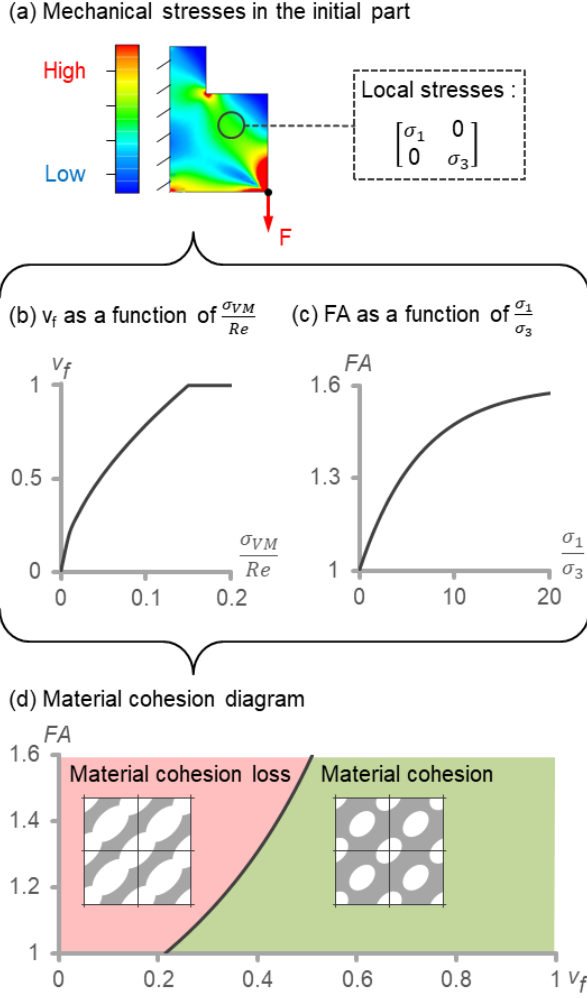 (a) Mechanical stresses in the initial part
High
Low
Local stresses :
[σ1 0
0 σ3]
F
(b) vf as a function of σVM/Re
(c) FA as a function of σ1/σ3
vf
1
0.5
0
0 0.1 0.2
σVM/Re
FA
1.6
1.3
1
0 10 20
σ1/σ3
(d) Material cohesion diagram
FA
1.6
1.4
1.2
1
Material cohesion loss
Material cohesion
0 0.2 0.4 0.6 0.8 1 vf